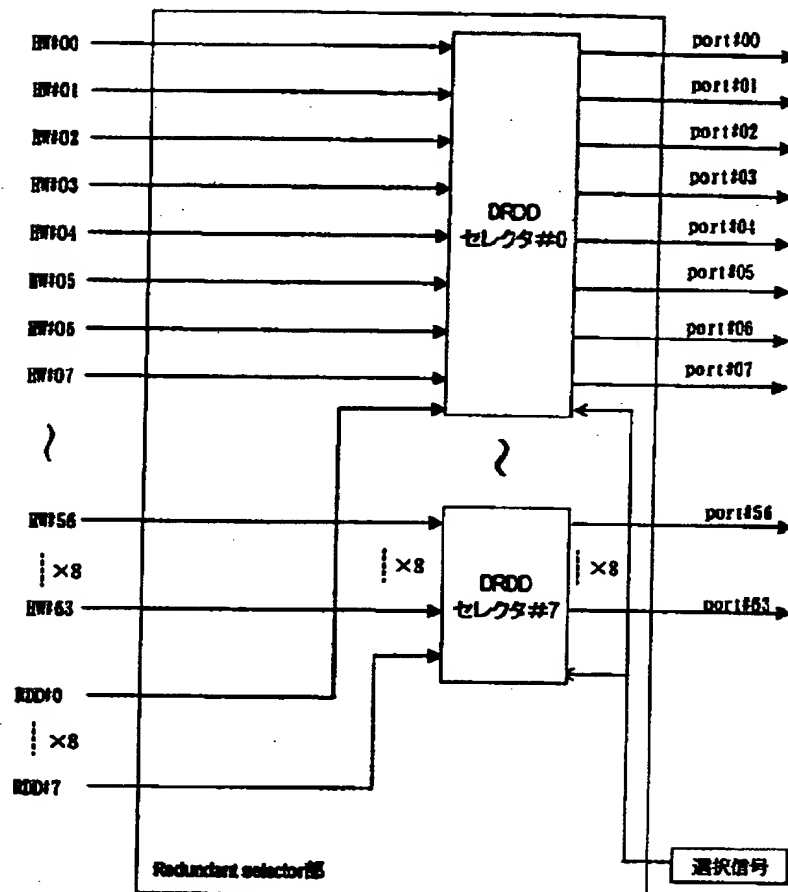 HW#00
port#00
HW#01
port#01
HW#02
port#02
HW#03
port#03
DRDD
セレクタ#0
HW#04
port#04
HW#05
port#05
HW#06
port#06
HW#07
port#07
HW#56
port#56
×8
×8
×8
DRDD
セレクタ#7
HW#63
port#63
RDD#0
×8
RDD#7
Redundant selector部
選択信号